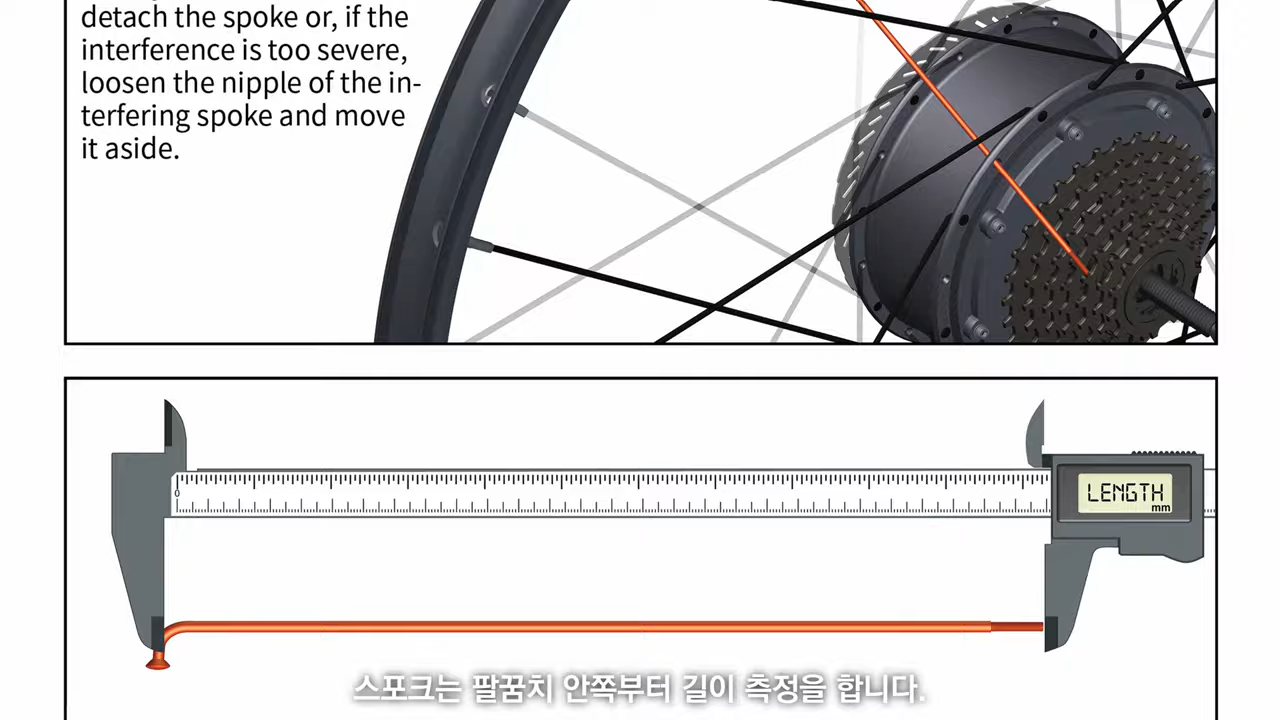 detach the spoke or, if the
interference is too severe,
loosen the nipple of the in-
terfering spoke and move
it aside.
0
LENGTH
mm
스포크는 팔꿈치 안쪽부터 길이 측정을 합니다.